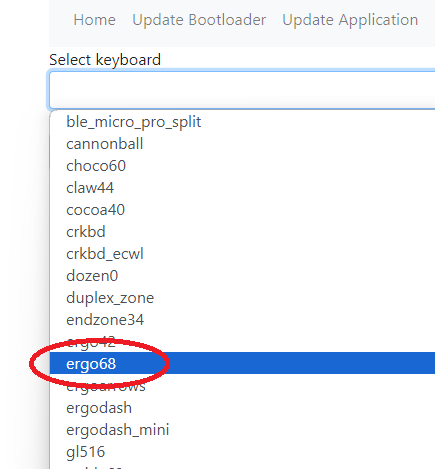 Home Update Bootloader Update Application
Select keyboard
ble_micro_pro_split
cannonball
choco60
claw44
cocoa40
crkbd
crkbd_ecwl
dozen0
duplex_zone
endzone34
ergo42
ergo68
ergoarrows
ergodash
ergodash_mini
gl516